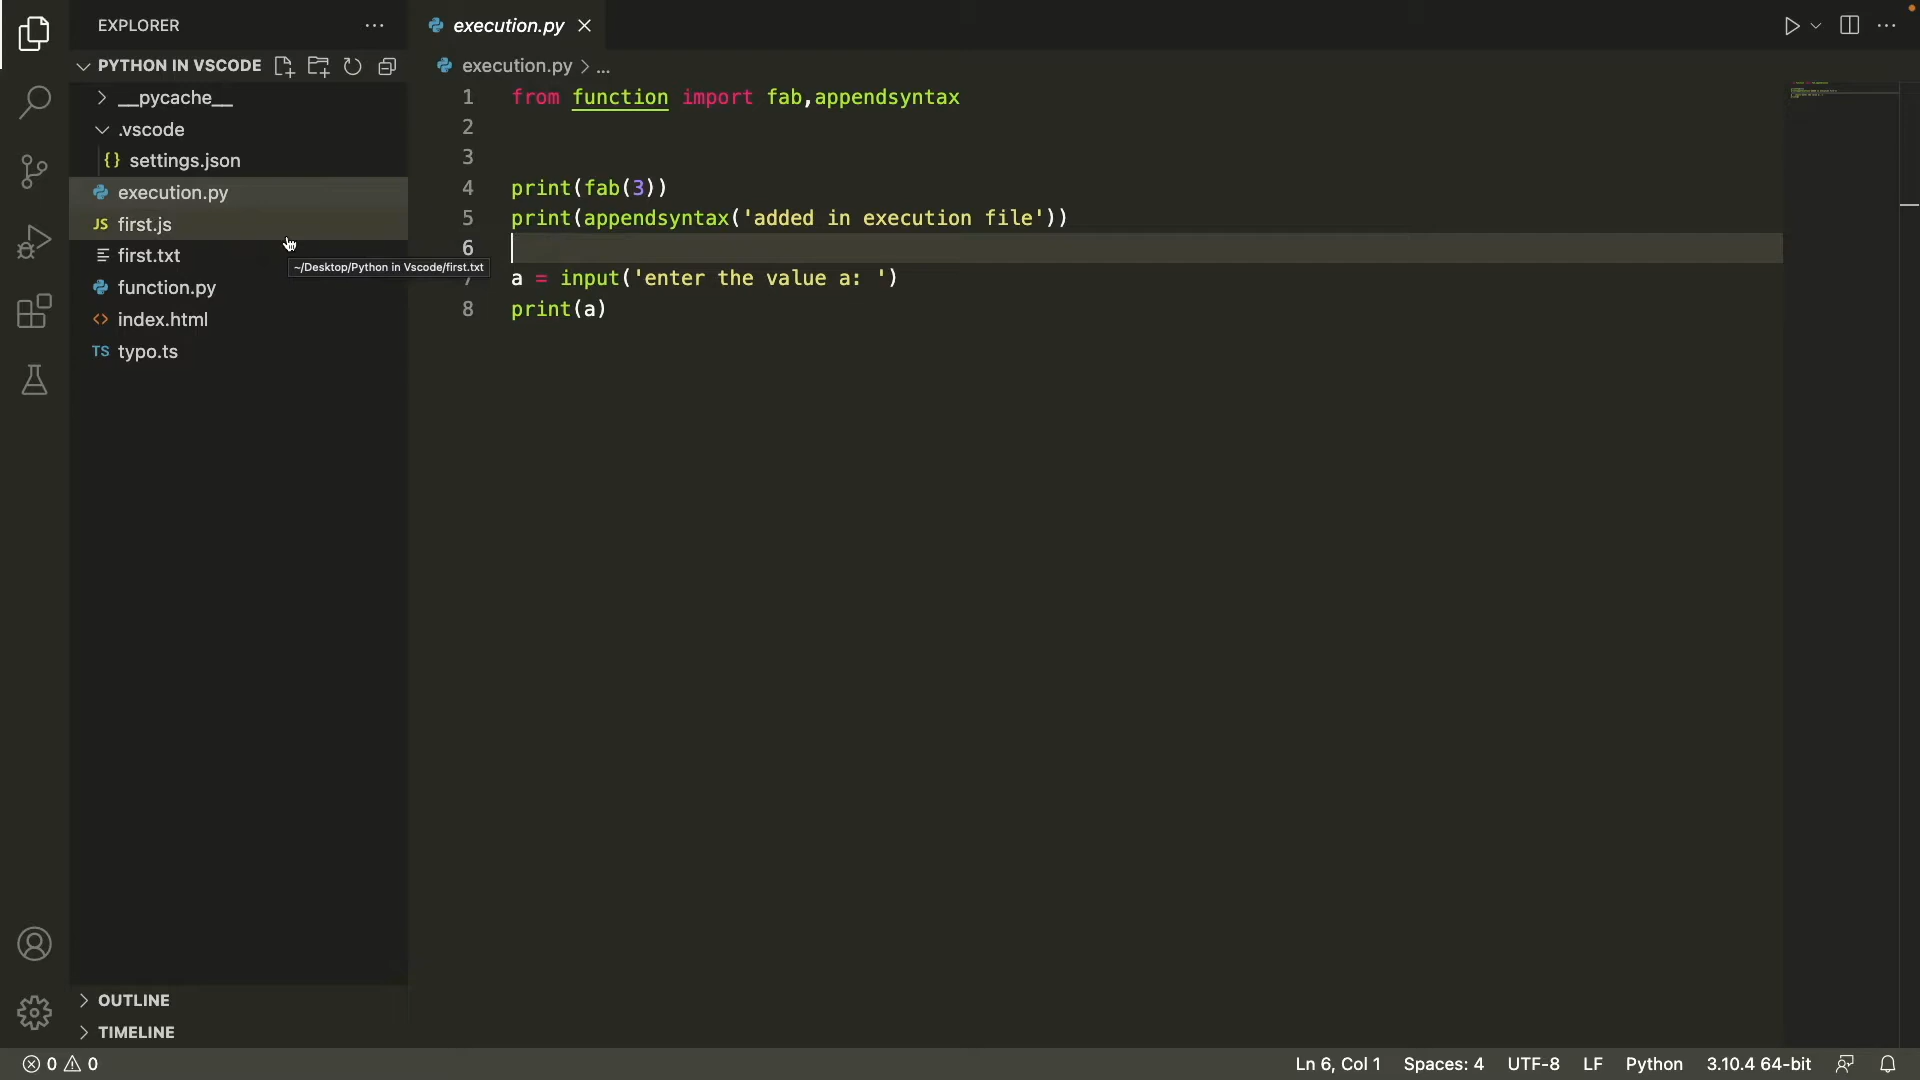 EXPLORER
PYTHON IN VSCODE
__pycache__
.vscode
{} settings.json
execution.py
JS first.js
first.txt
function.py
<> index.html
TS typo.ts
OUTLINE
TIMELINE
~/Desktop/Python in Vscode/first.txt
execution.py
execution.py > ...
1 from function import fab,appendsyntax
2
3
4 print(fab(3))
5 print(appendsyntax('added in execution file'))
6
7 a = input('enter the value a: ')
8 print(a)
0 0
Ln 6, Col 1 Spaces: 4 UTF-8 LF Python 3.10.4 64-bit